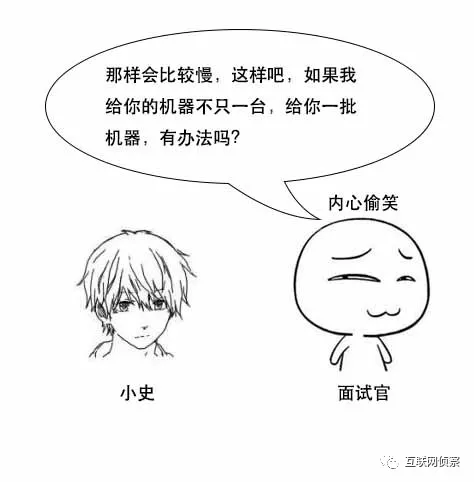 那样会比较慢，这样吧，如果我
给你的机器不只一台，给你一批
机器，有办法吗？
内心偷笑
小史
面试官
互联网侦察